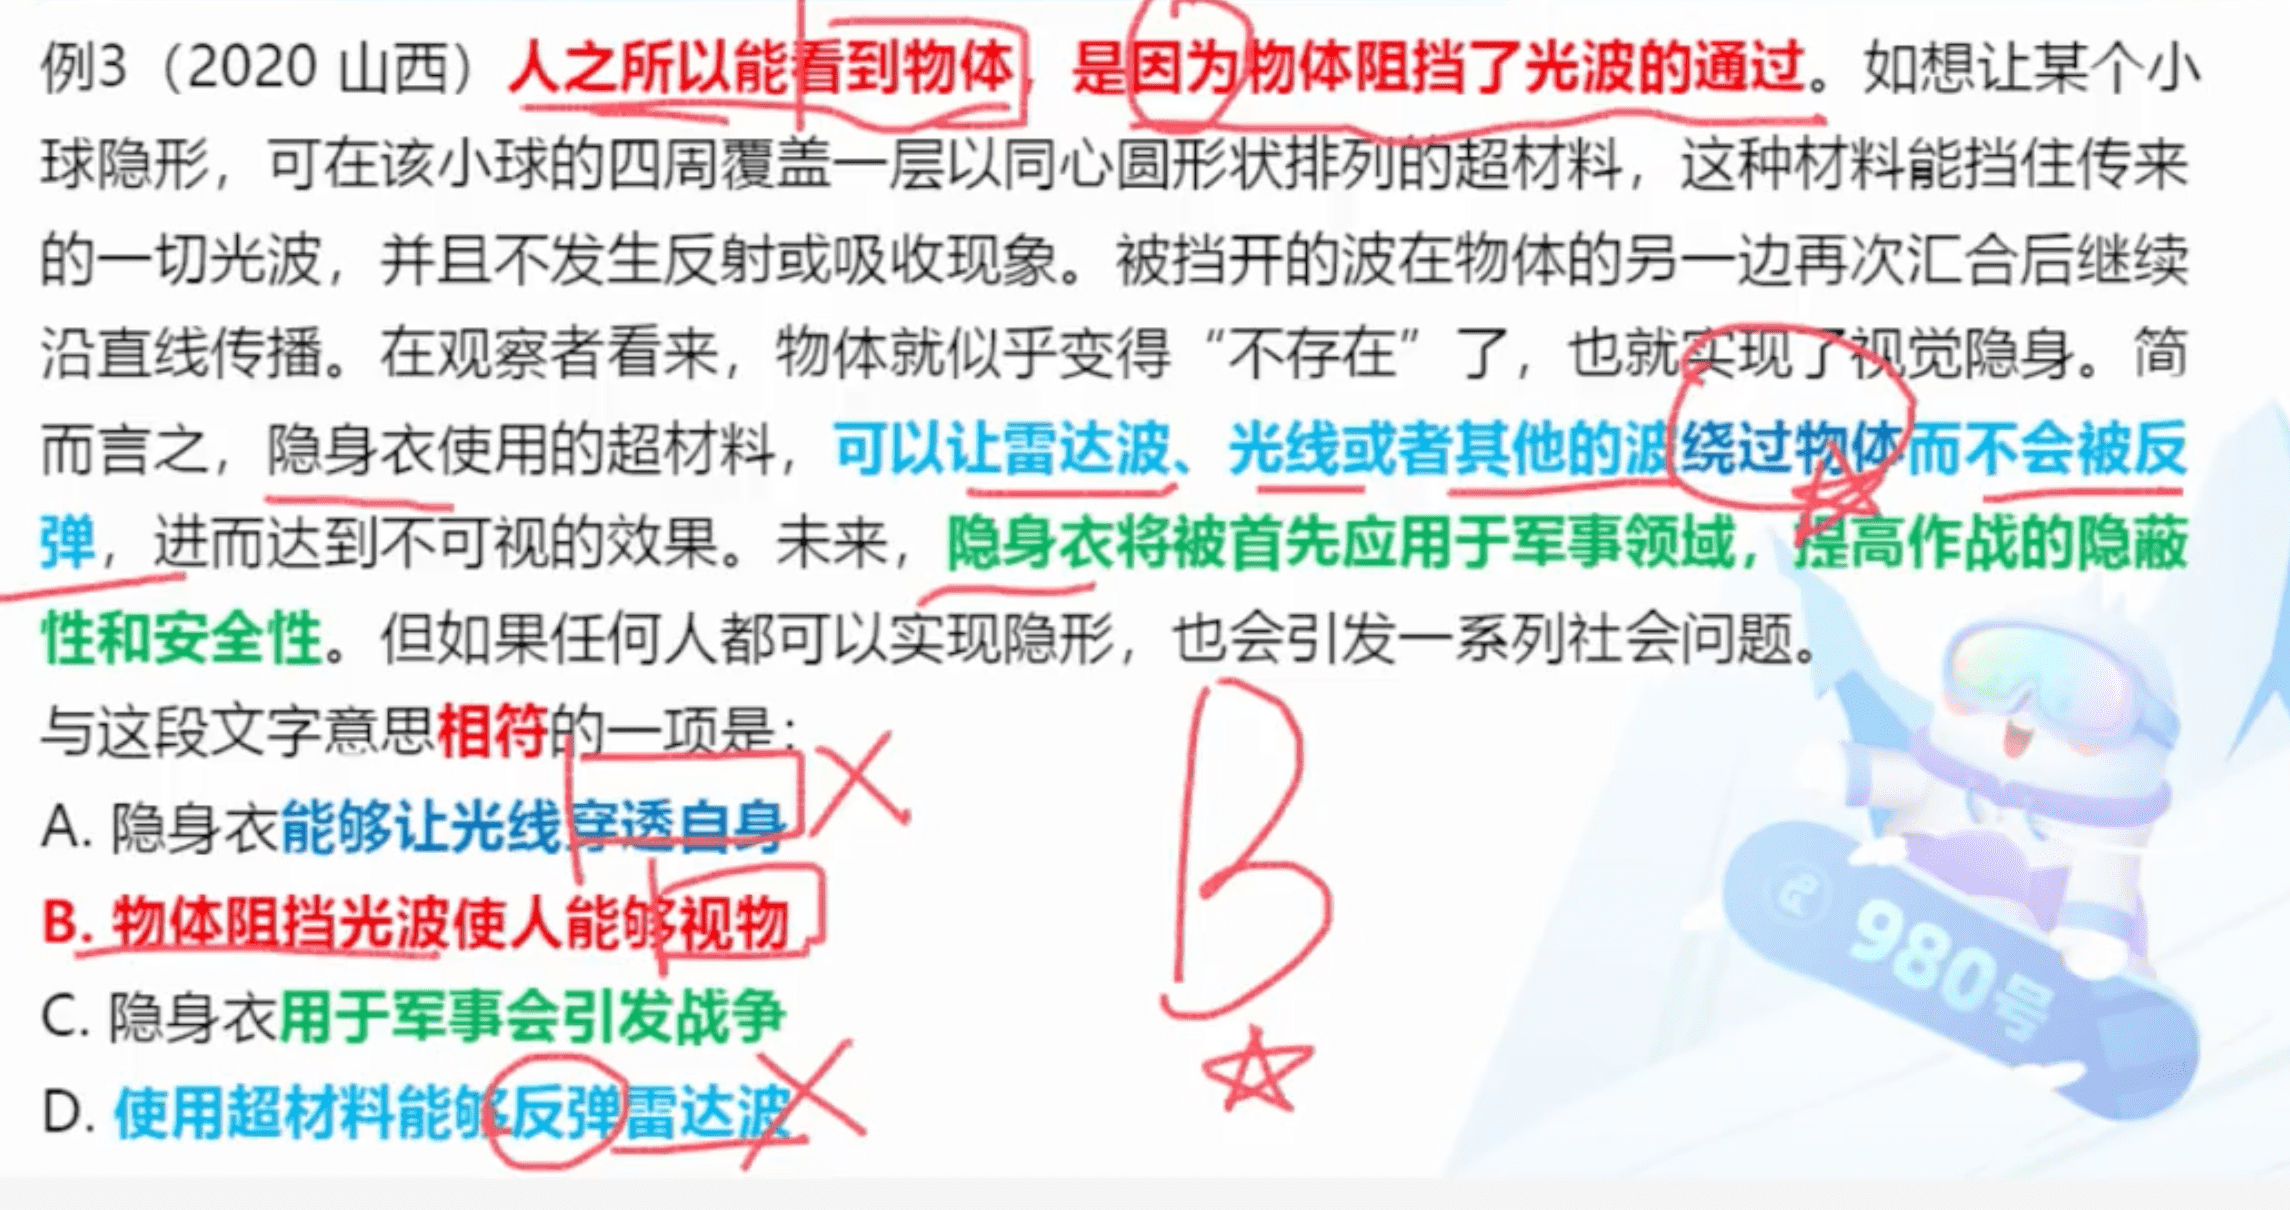 例3（2020 山西）人之所以能看到物体，是因为物体阻挡了光波的通过。如想让某个小
球隐形，可在该小球的四周覆盖一层以同心圆形状排列的超材料，这种材料能挡住传来
的一切光波，并且不发生反射或吸收现象。被挡开的波在物体的另一边再次汇合后继续
沿直线传播。在观察者看来，物体就似乎变得“不存在”了，也就实现了视觉隐身。简
而言之，隐身衣使用的超材料，可以让雷达波、光线或者其他的波绕过物体而不会被反
弹，进而达到不可视的效果。未来，隐身衣将被首先应用于军事领域，提高作战的隐蔽
性和安全性。但如果任何人都可以实现隐形，也会引发一系列社会问题。
与这段文字意思相符的一项是：
A. 隐身衣能够让光线穿透自身
B. 物体阻挡光波使人能够视物
C. 隐身衣用于军事会引发战争
D. 使用超材料能够反弹雷达波
B
980号